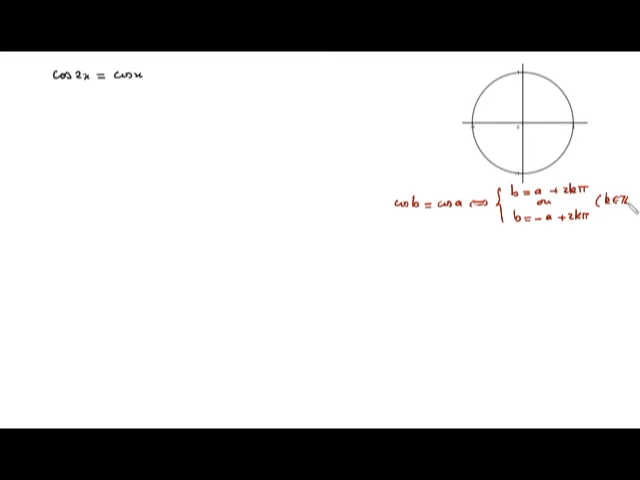 cos 2x = cos x
b = a + 2kπ
cos b = cos a ⟺ { ou (k∈ℤ
b = -a + 2kπ